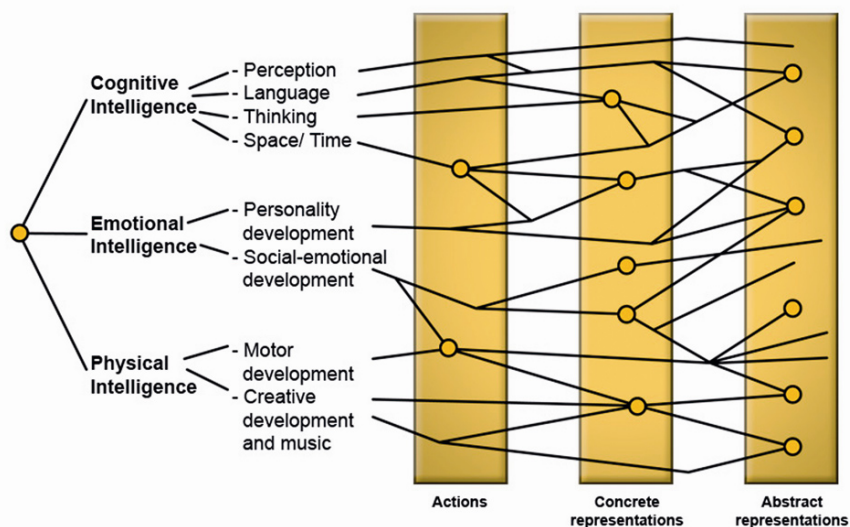 Cognitive
Intelligence
- Perception
- Language
- Thinking
- Space/ Time
Emotional
Intelligence
- Personality
development
- Social-emotional
development
Physical
Intelligence
- Motor
development
- Creative
development
and music
Actions
Concrete
representations
Abstract
representations